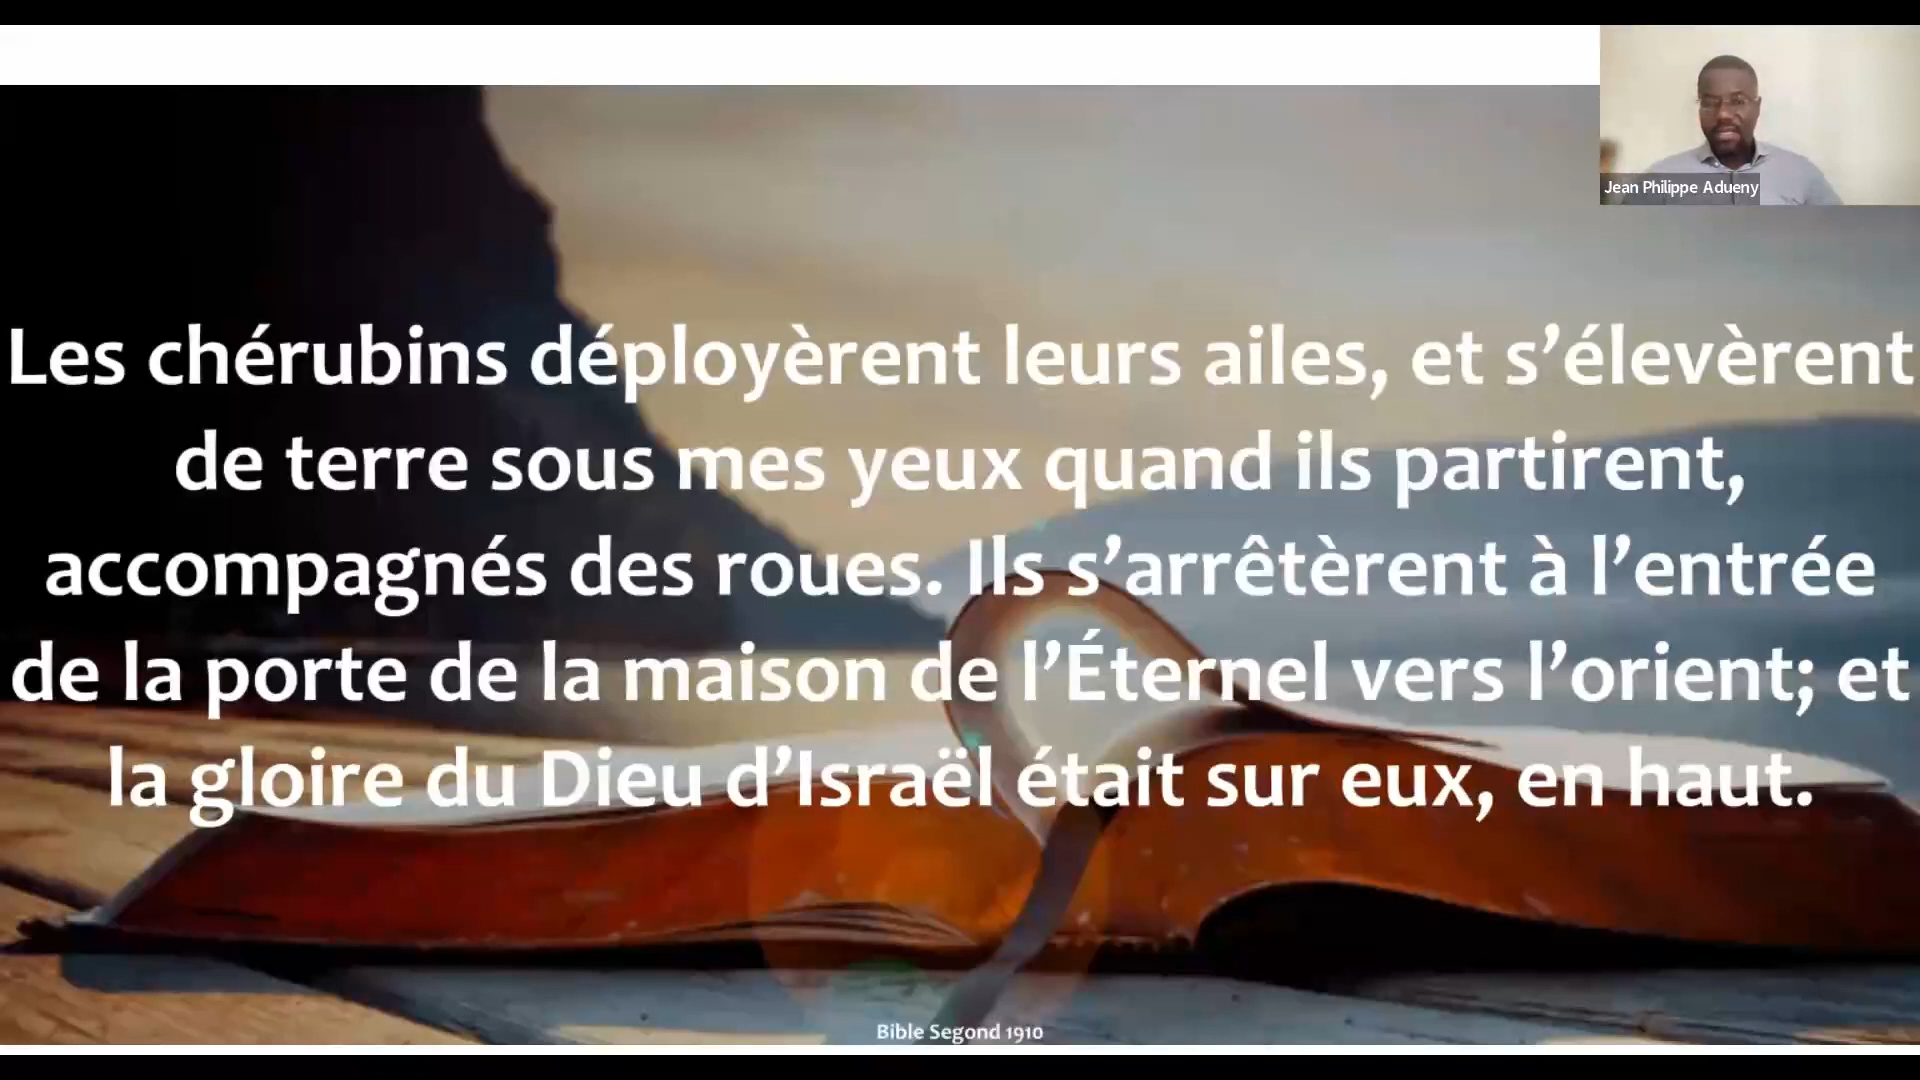 Jean Philippe Adueny
Les chérubins déployèrent leurs ailes, et s’élevèrent
de terre sous mes yeux quand ils partirent,
accompagnés des roues. Ils s’arrêtèrent à l’entrée
de la porte de la maison de l’Éternel vers l’orient; et
la gloire du Dieu d’Israël était sur eux, en haut.
Bible Segond 1910